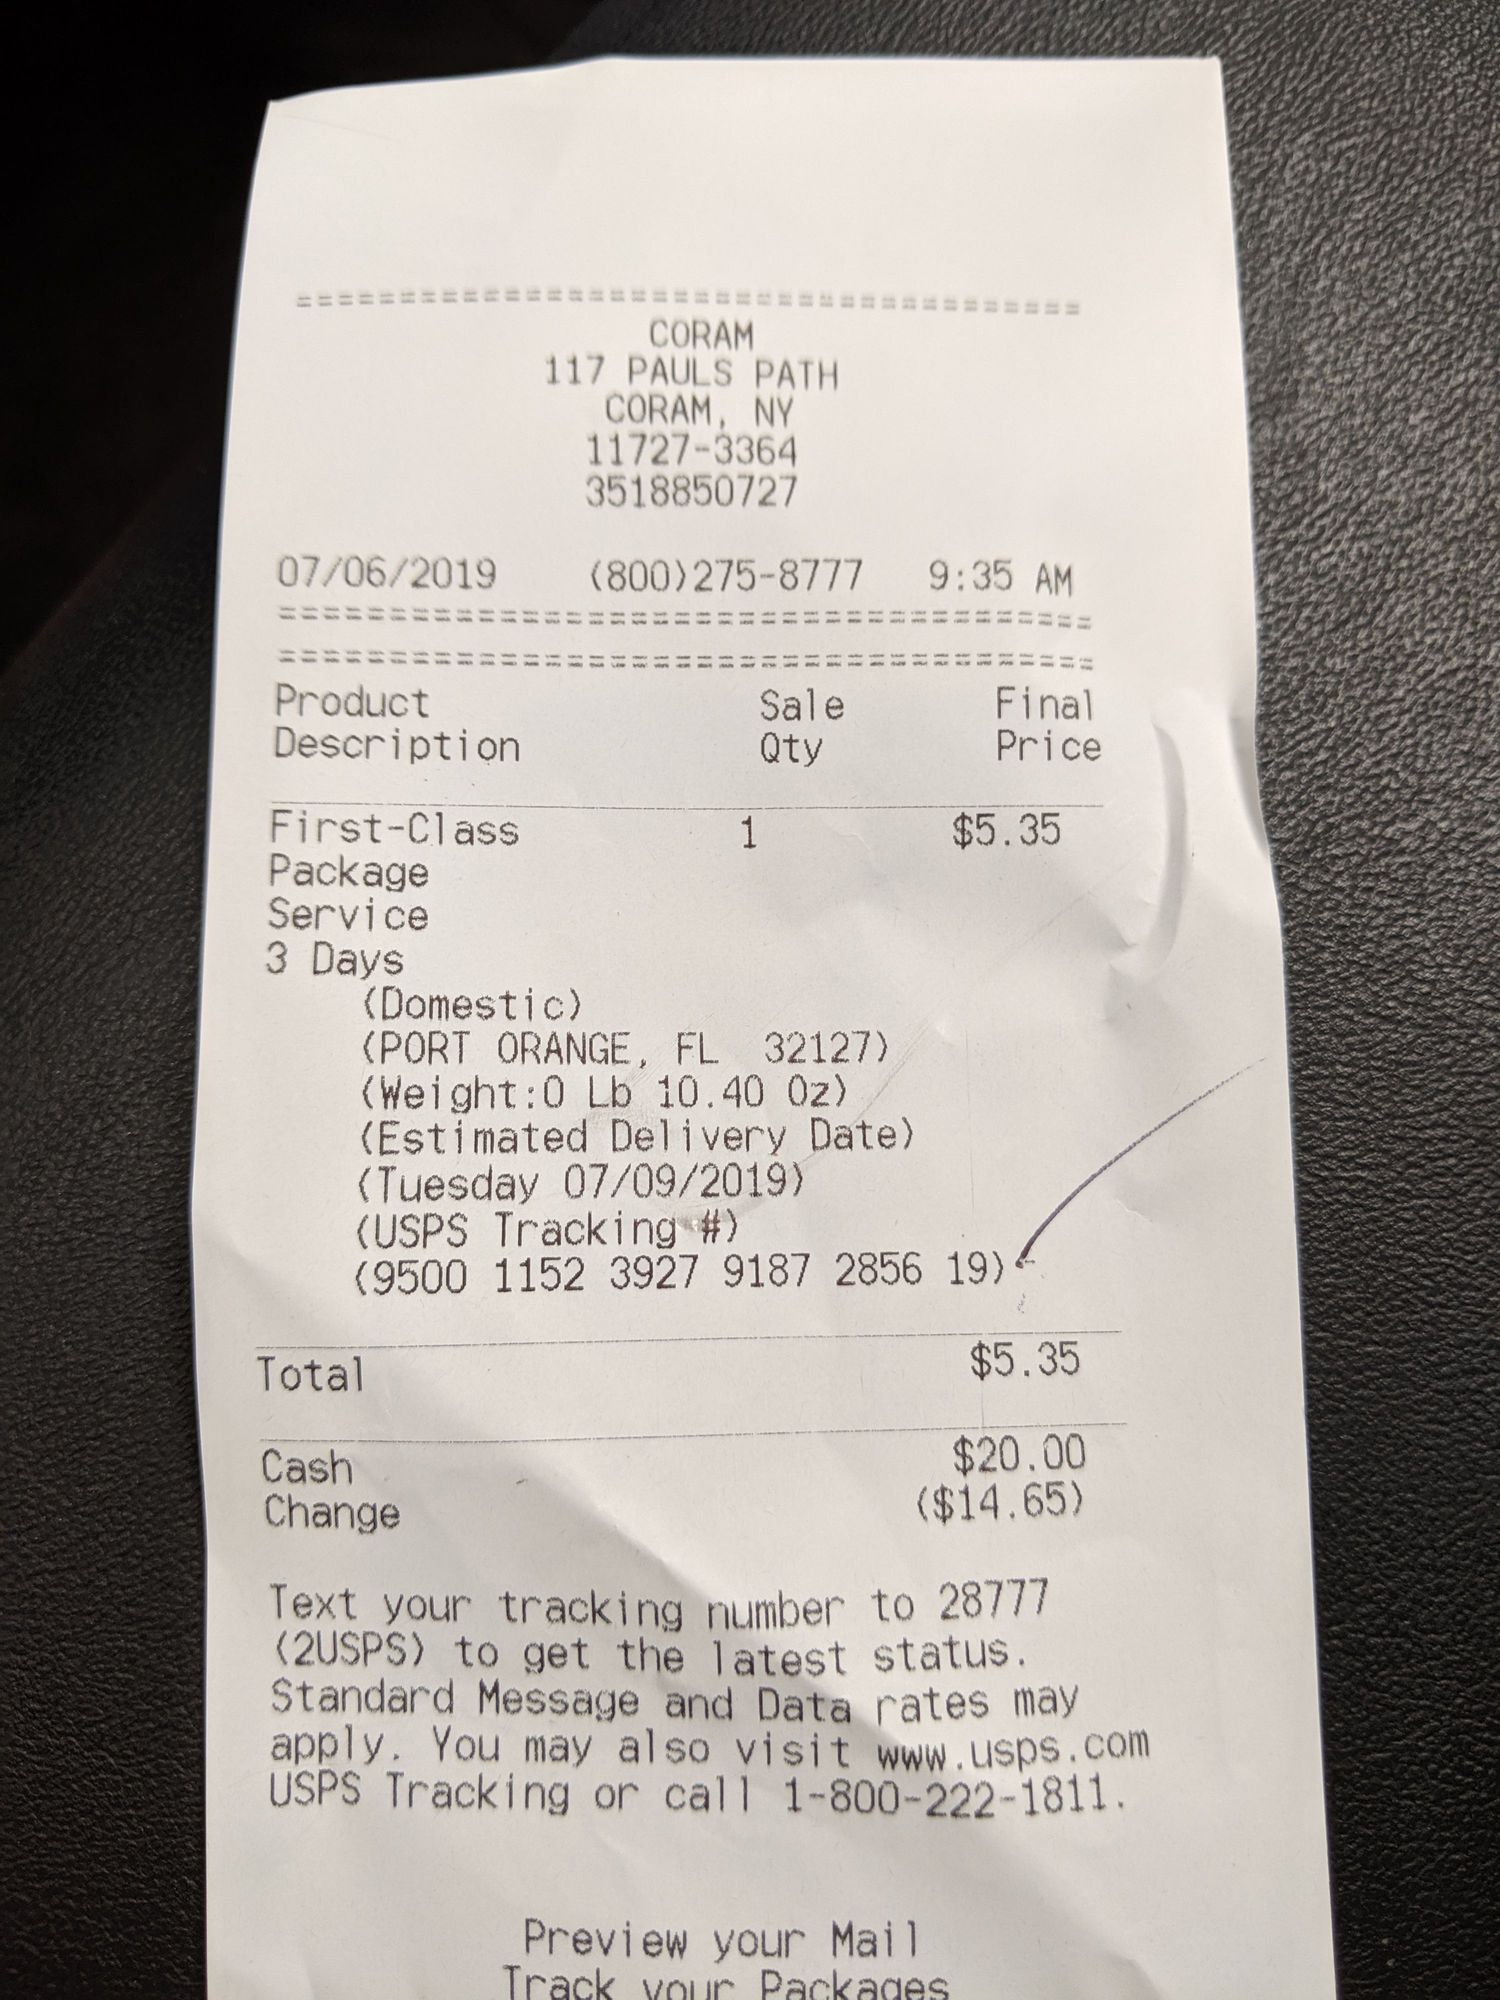 ========================================
CORAM
117 PAULS PATH
CORAM, NY
11727-3364
3518850727
07/06/2019 (800)275-8777 9:35 AM
========================================
========================================
Product Sale Final
Description Qty Price
First-Class 1 $5.35
Package
Service
3 Days
(Domestic)
(PORT ORANGE, FL 32127)
(Weight:0 Lb 10.40 Oz)
(Estimated Delivery Date)
(Tuesday 07/09/2019)
(USPS Tracking #)
(9500 1152 3927 9187 2856 19)
Total $5.35
Cash $20.00
Change ($14.65)
Text your tracking number to 28777
(2USPS) to get the latest status.
Standard Message and Data rates may
apply. You may also visit www.usps.com
USPS Tracking or call 1-800-222-1811.
Preview your Mail
Track your Packages